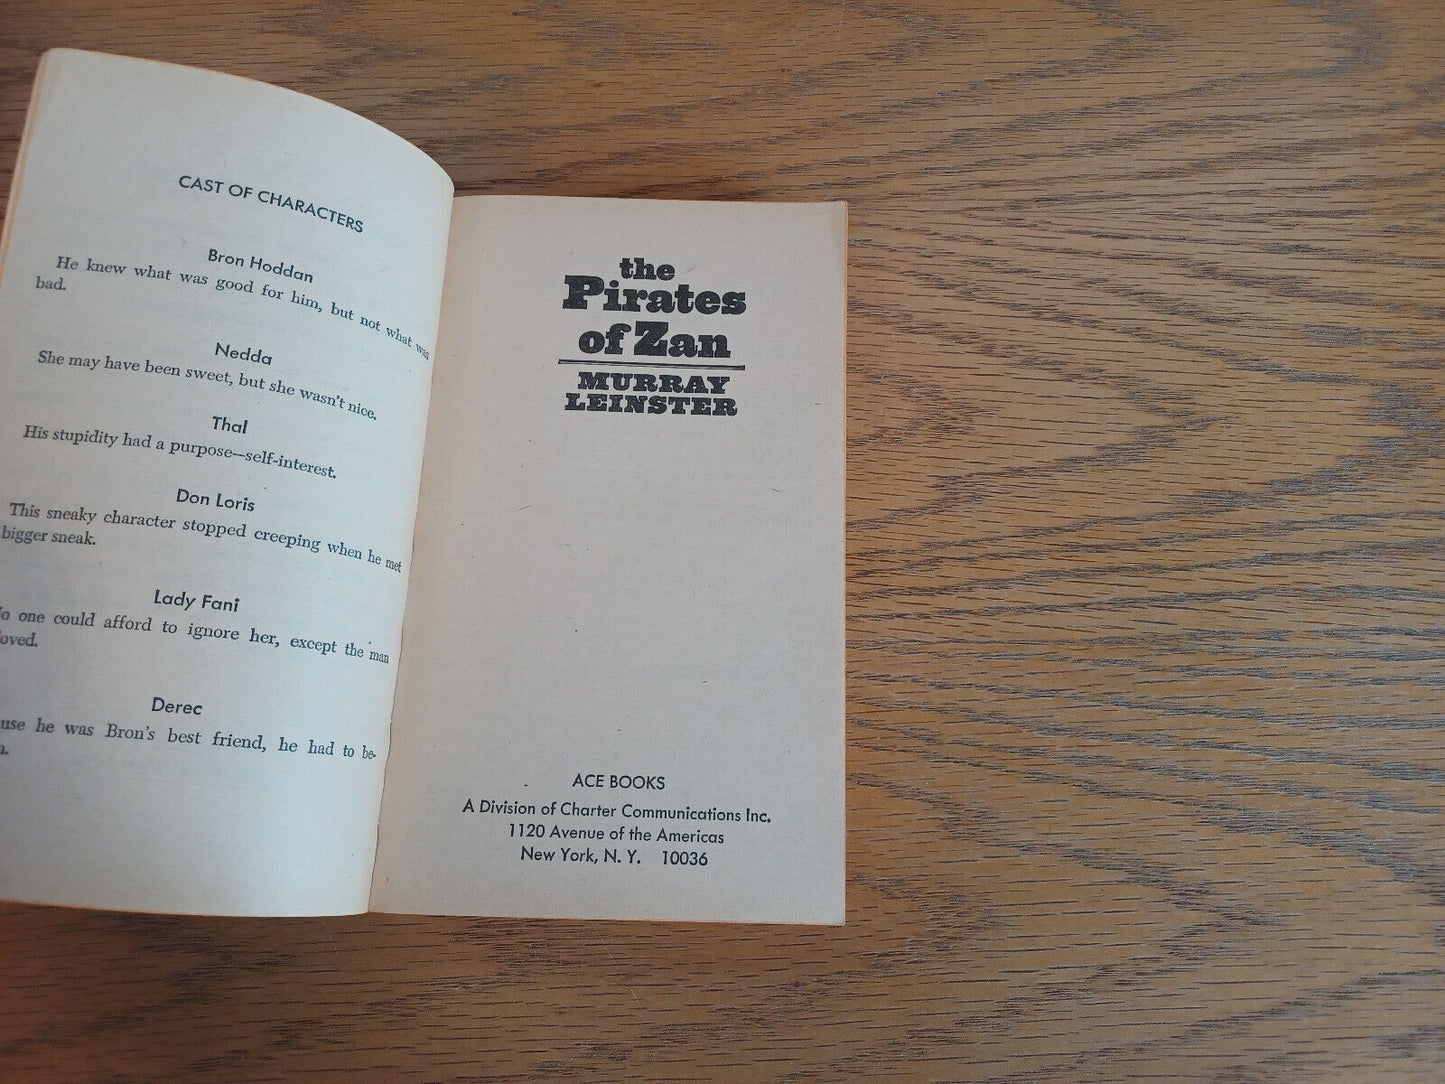 CAST OF CHARACTERS
Bron Hoddan
He knew what was good for him, but not what was
bad.
Nedda
She may have been sweet, but she wasn't nice.
Thal
His stupidity had a purpose—self-interest.
Don Loris
This sneaky character stopped creeping when he met
bigger sneak.
Lady Fani
one could afford to ignore her, except the man
Derec
he was Bron's best friend, he had to be-
the
Pirates
of Zan
MURRAY
LEINSTER
ACE BOOKS
A Division of Charter Communications Inc.
1120 Avenue of the Americas
New York, N. Y. 10036